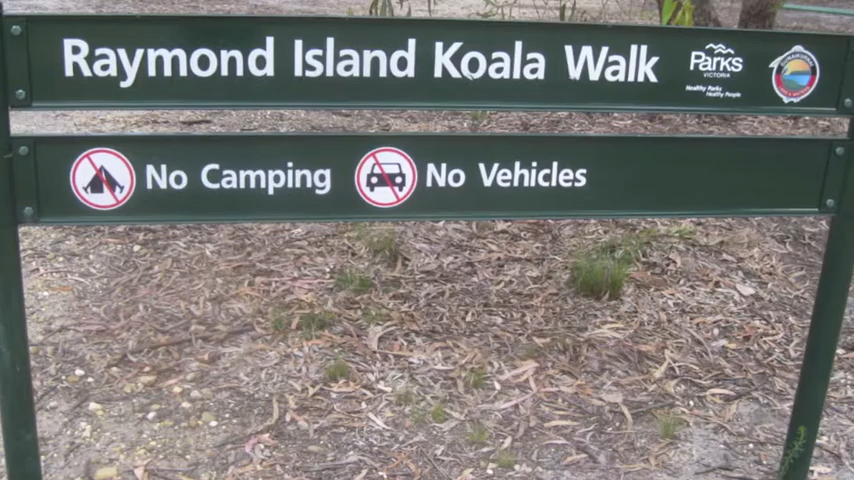 Raymond Island Koala Walk
Parks
VICTORIA
Healthy Parks
Healthy People
No Camping
No Vehicles